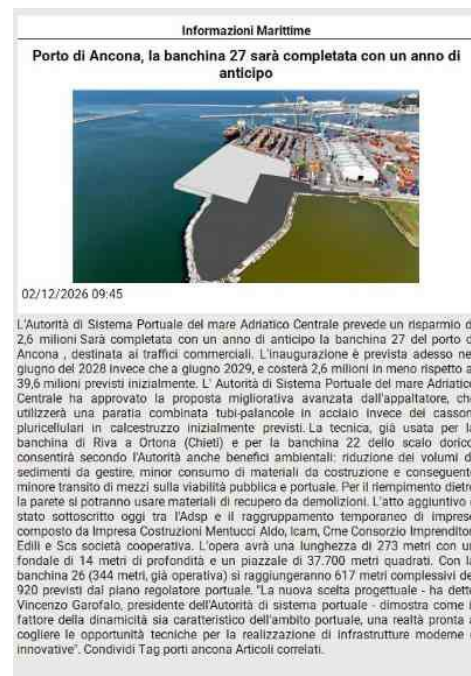 Informazioni Marittime
Porto di Ancona, la banchina 27 sarà completata con un anno di
anticipo
02/12/2026 09:45
L'Autorità di Sistema Portuale del mare Adriatico Centrale prevede un risparmio d
2,6 milioni Sarà completata con un anno di anticipo la banchina 27 del porto d
Ancona , destinata ai traffici commerciali. L'inaugurazione è prevista adesso ne
giugno del 2028 invece che a giugno 2029, e costerà 2,6 milioni in meno rispetto a
39,6 milioni previsti inizialmente. L' Autorità di Sistema Portuale del mare Adriatico
Centrale ha approvato la proposta migliorativa avanzata dall'appaltatore, che
utilizzerà una paratia combinata tubi-palancole in acciaio invece dei casson
pluricellulari in calcestruzzo inizialmente previsti. La tecnica, già usata per la
banchina di Riva a Ortona (Chieti) e per la banchina 22 dello scalo dorico
consentirà secondo l'Autorità anche benefici ambientali: riduzione dei volumi d
sedimenti da gestire, minor consumo di materiali da costruzione e conseguente
minore transito di mezzi sulla viabilità pubblica e portuale. Per il riempimento dietro
la parete si potranno usare materiali di recupero da demolizioni. L'atto aggiuntivo è
stato sottoscritto oggi tra l'Adsp e il raggruppamento temporaneo di imprese
composto da Impresa Costruzioni Mentucci Aldo, Icam, Cme Consorzio Imprenditor
Edili e Scs società cooperativa. L'opera avrà una lunghezza di 273 metri con un
fondale di 14 metri di profondità e un piazzale di 37.700 metri quadrati. Con la
banchina 26 (344 metri, già operativa) si raggiungeranno 617 metri complessivi de
920 previsti dal piano regolatore portuale. "La nuova scelta progettuale - ha detto
Vincenzo Garofalo, presidente dell'Autorità di sistema portuale - dimostra come i
fattore della dinamicità sia caratteristico dell'ambito portuale, una realtà pronta a
cogliere le opportunità tecniche per la realizzazione di infrastrutture moderne e
innovative". Condividi Tag porti ancona Articoli correlati.